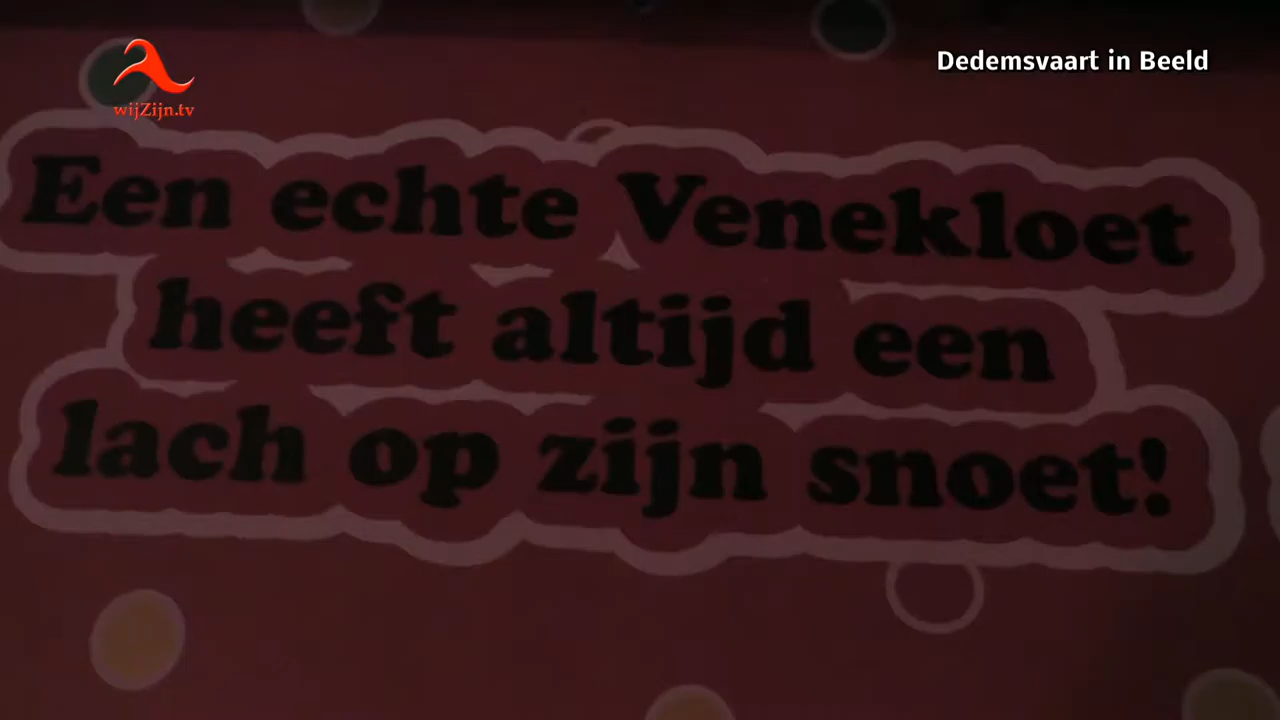 wijZijn.tv
Dedemsvaart in Beeld
Een echte Venekloet
heeft altijd een
lach op zijn snoet!